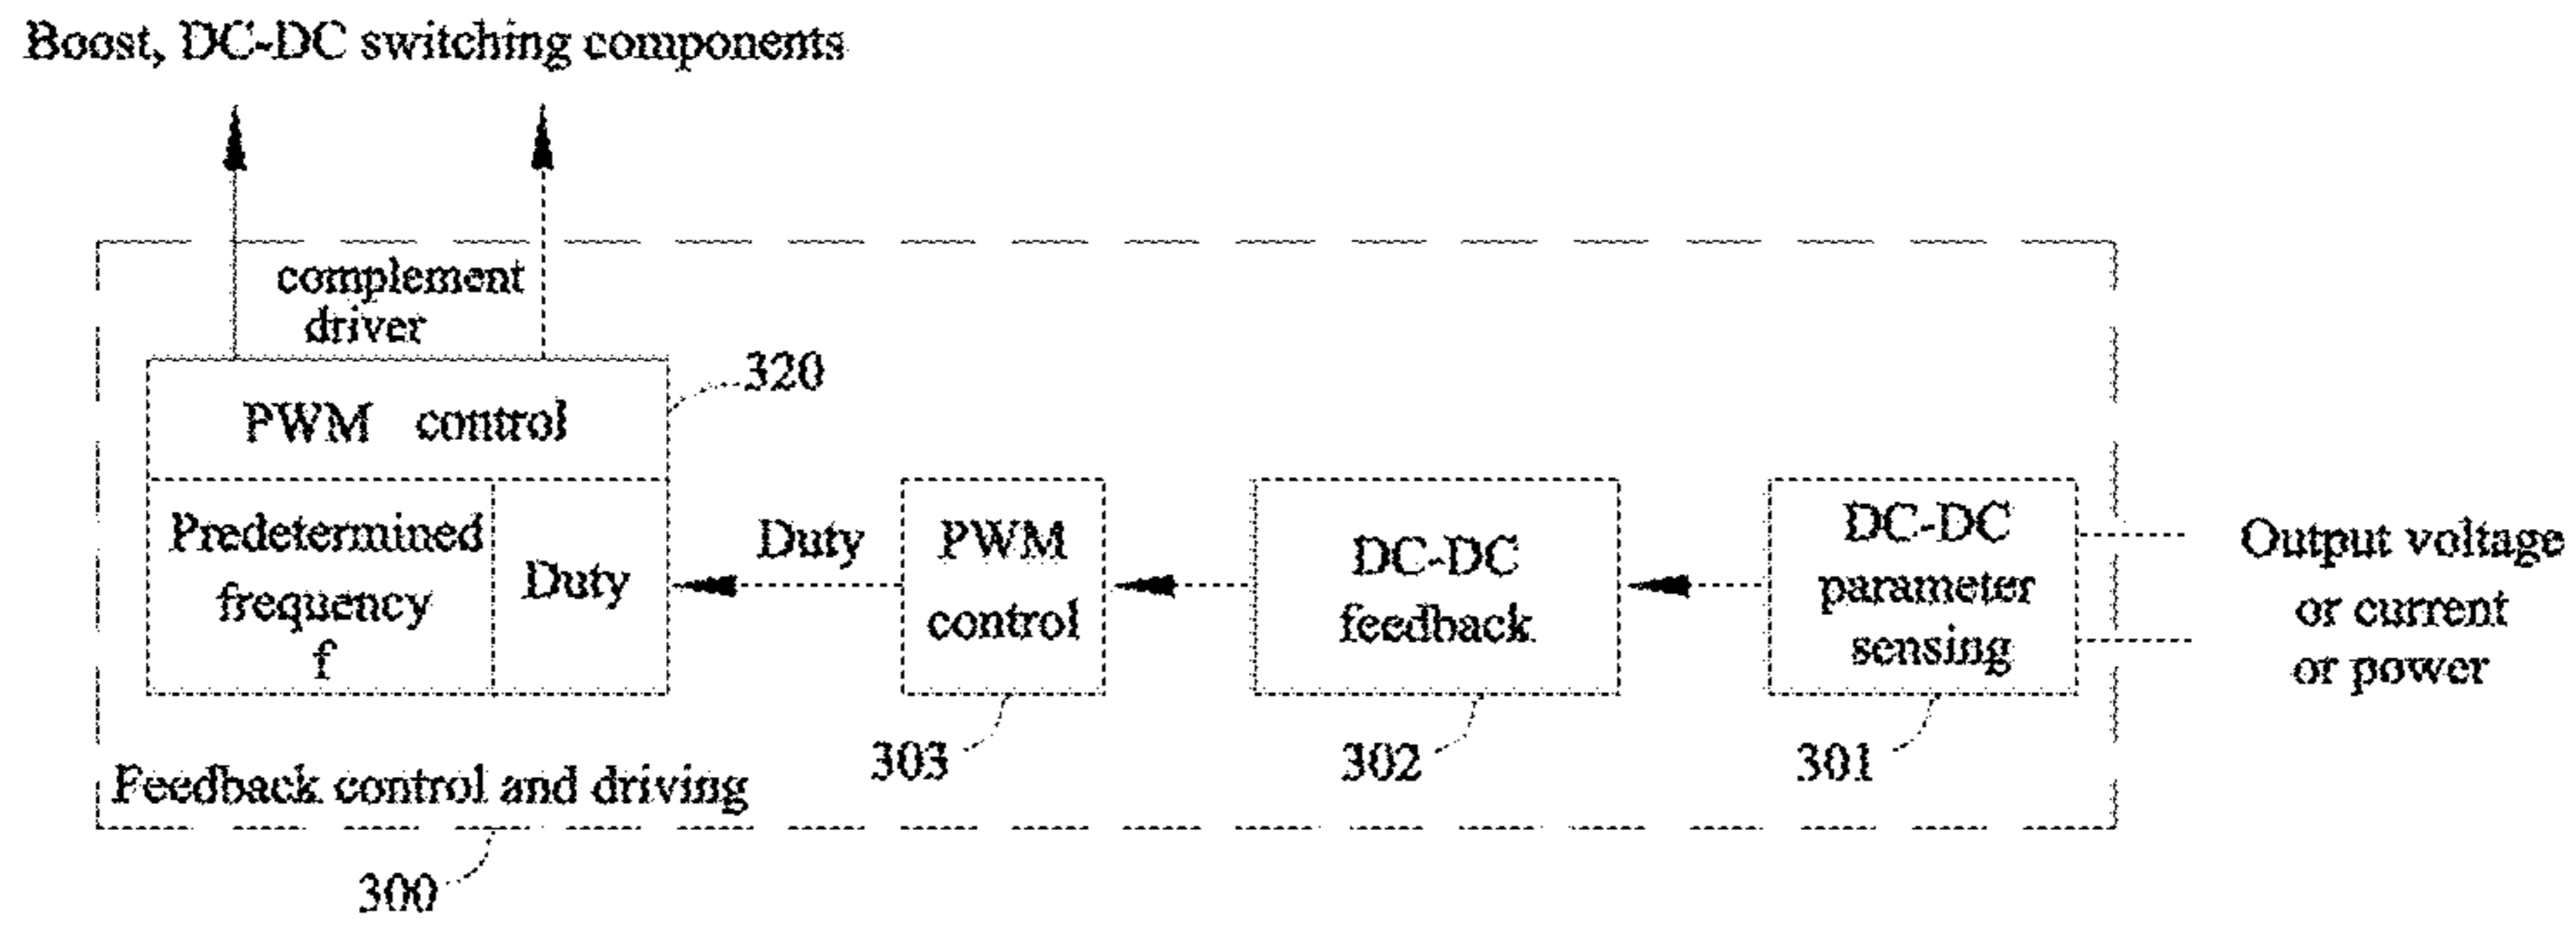 Boost, DC-DC switching components
complement
driver
320
PWM control
Predetermined
frequency
f
Duty
Duty
PWM
control
DC-DC
feedback
DC-DC
parameter
sensing
Output voltage
or current
or power
303
302
301
Feedback control and driving
300